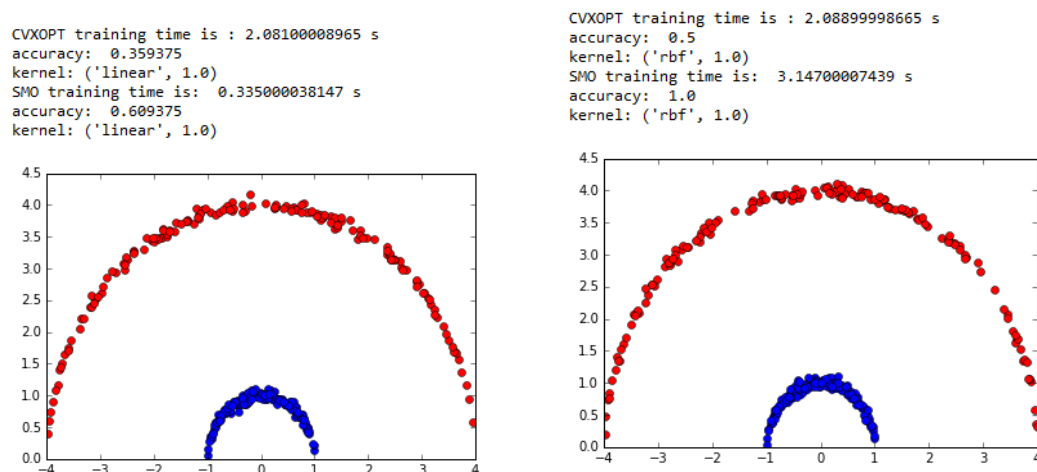 CVXOPT training time is : 2.08100008965 s
accuracy:  0.359375
kernel: ('linear', 1.0)
SMO training time is:  0.335000038147 s
accuracy:  0.609375
kernel: ('linear', 1.0)
4.5
4.0
3.5
3.0
2.5
2.0
1.5
1.0
0.5
0.0
−4 −3 −2 −1 0 1 2 3 4
CVXOPT training time is : 2.08899998665 s
accuracy:  0.5
kernel: ('rbf', 1.0)
SMO training time is:  3.14700007439 s
accuracy:  1.0
kernel: ('rbf', 1.0)
4.5
4.0
3.5
3.0
2.5
2.0
1.5
1.0
0.5
0.0
−4 −3 −2 −1 0 1 2 3 4